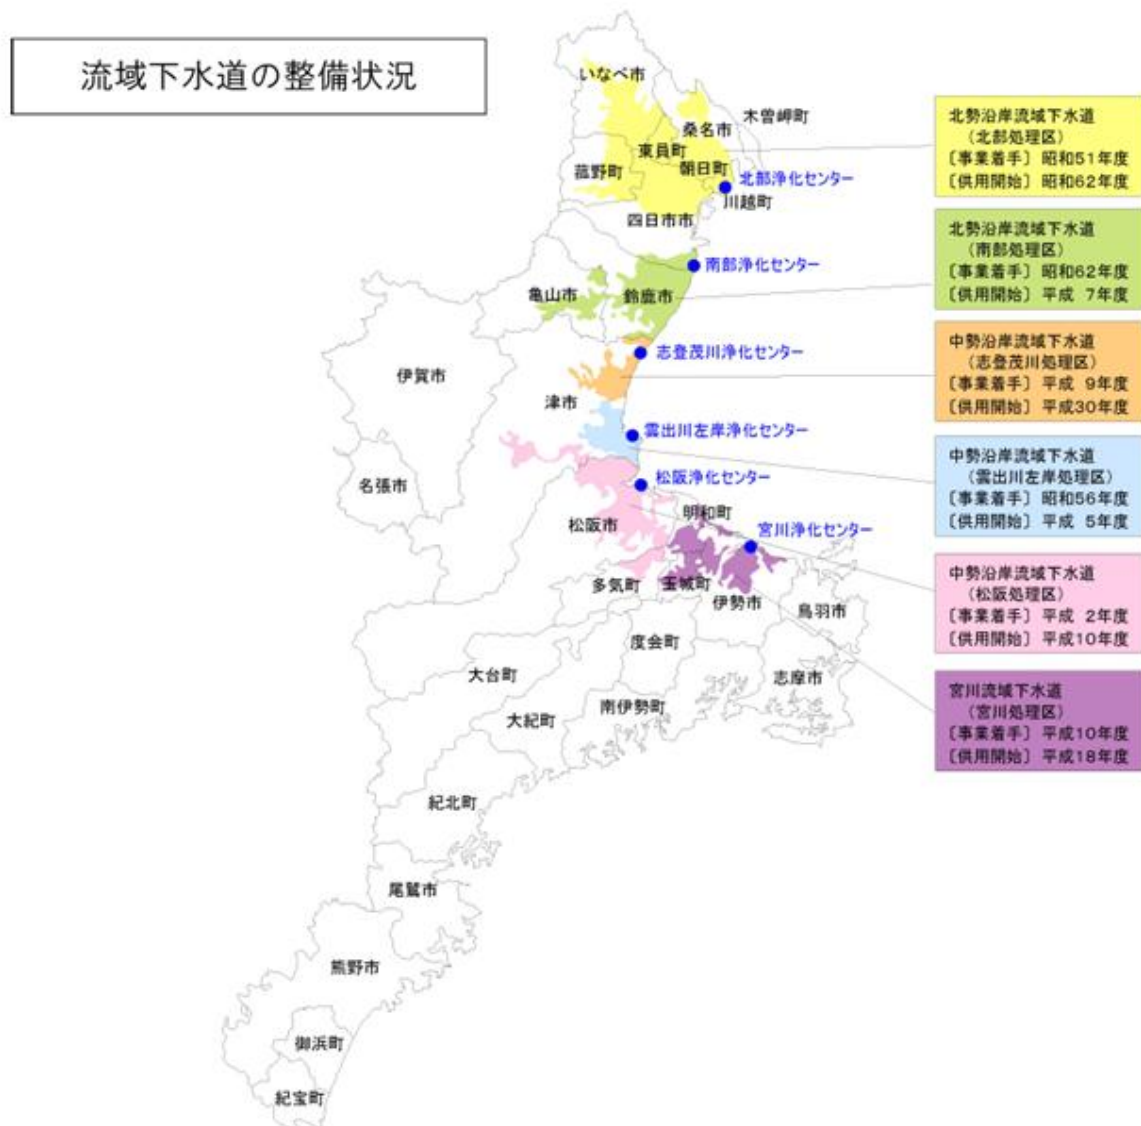 流域下水道の整備状況
いなべ市
木曽岬町
桑名市
東員町
朝日町
菰野町
北部浄化センター
川越町
四日市市
南部浄化センター
亀山市
鈴鹿市
志登茂川浄化センター
伊賀市
津市
雲出川左岸浄化センター
松阪浄化センター
名張市
明和町
松阪市
宮川浄化センター
多気町
玉城町
伊勢市
鳥羽市
度会町
大台町
志摩市
南伊勢町
大紀町
紀北町
尾鷲市
熊野市
御浜町
紀宝町
北勢沿岸流域下水道
(北部処理区)
〔事業着手〕昭和51年度
〔供用開始〕昭和62年度
北勢沿岸流域下水道
(南部処理区)
〔事業着手〕昭和62年度
〔供用開始〕平成 7年度
中勢沿岸流域下水道
(志登茂川処理区)
〔事業着手〕平成 9年度
〔供用開始〕平成30年度
中勢沿岸流域下水道
(雲出川左岸処理区)
〔事業着手〕昭和56年度
〔供用開始〕平成 5年度
中勢沿岸流域下水道
(松阪処理区)
〔事業着手〕平成 2年度
〔供用開始〕平成10年度
宮川流域下水道
(宮川処理区)
〔事業着手〕平成10年度
〔供用開始〕平成18年度